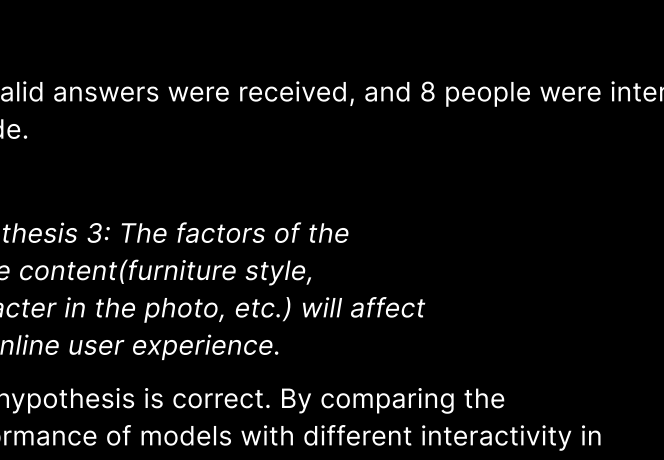 alid answers were received, and 8 people were inter
de.
thesis 3: The factors of the
e content(furniture style,
acter in the photo, etc.) will affect
nline user experience.
hypothesis is correct. By comparing the
ormance of models with different interactivity in